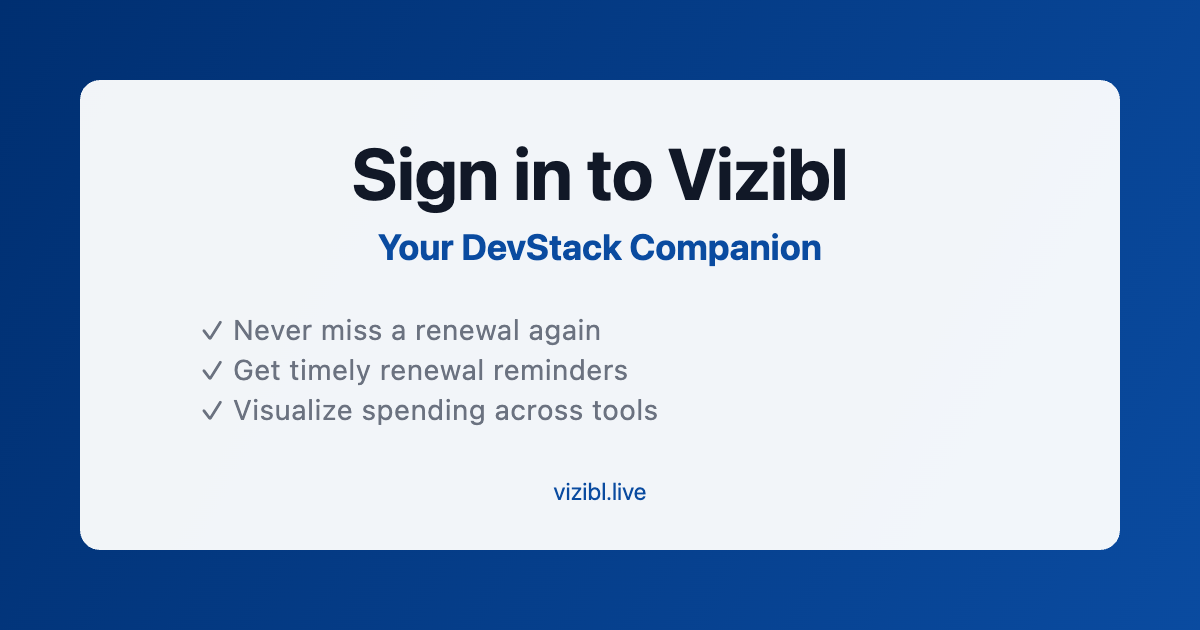 Sign in to Vizibl
Your DevStack Companion
✓ Never miss a renewal again
✓ Get timely renewal reminders
✓ Visualize spending across tools
vizibl.live